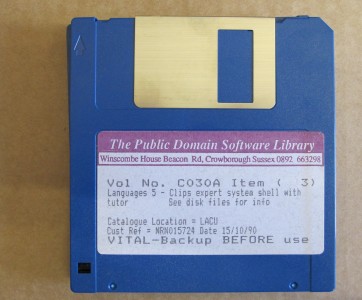 The Public Domain Software Library
Winscombe House Beacon Rd, Crowborough Sussex 0892 663298
Vol No. C030A Item ( 3)
Languages 5 - Clips expert system shell with
tutor See disk files for info
Catalogue Location = LACU
Cust Ref = NRN015724 Date 15/10/90
VITAL-Backup BEFORE use